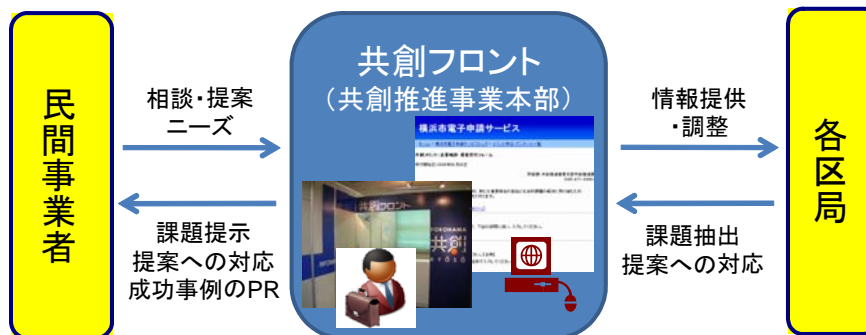 民間事業者
相談・提案
ニーズ
課題提示
提案への対応
成功事例のPR
共創フロント
（共創推進事業本部）
横浜市電子申請サービス
共創フロント
YOKOHAMA
共創
KYOSO
情報提供
・調整
課題抽出
提案への対応
各区局